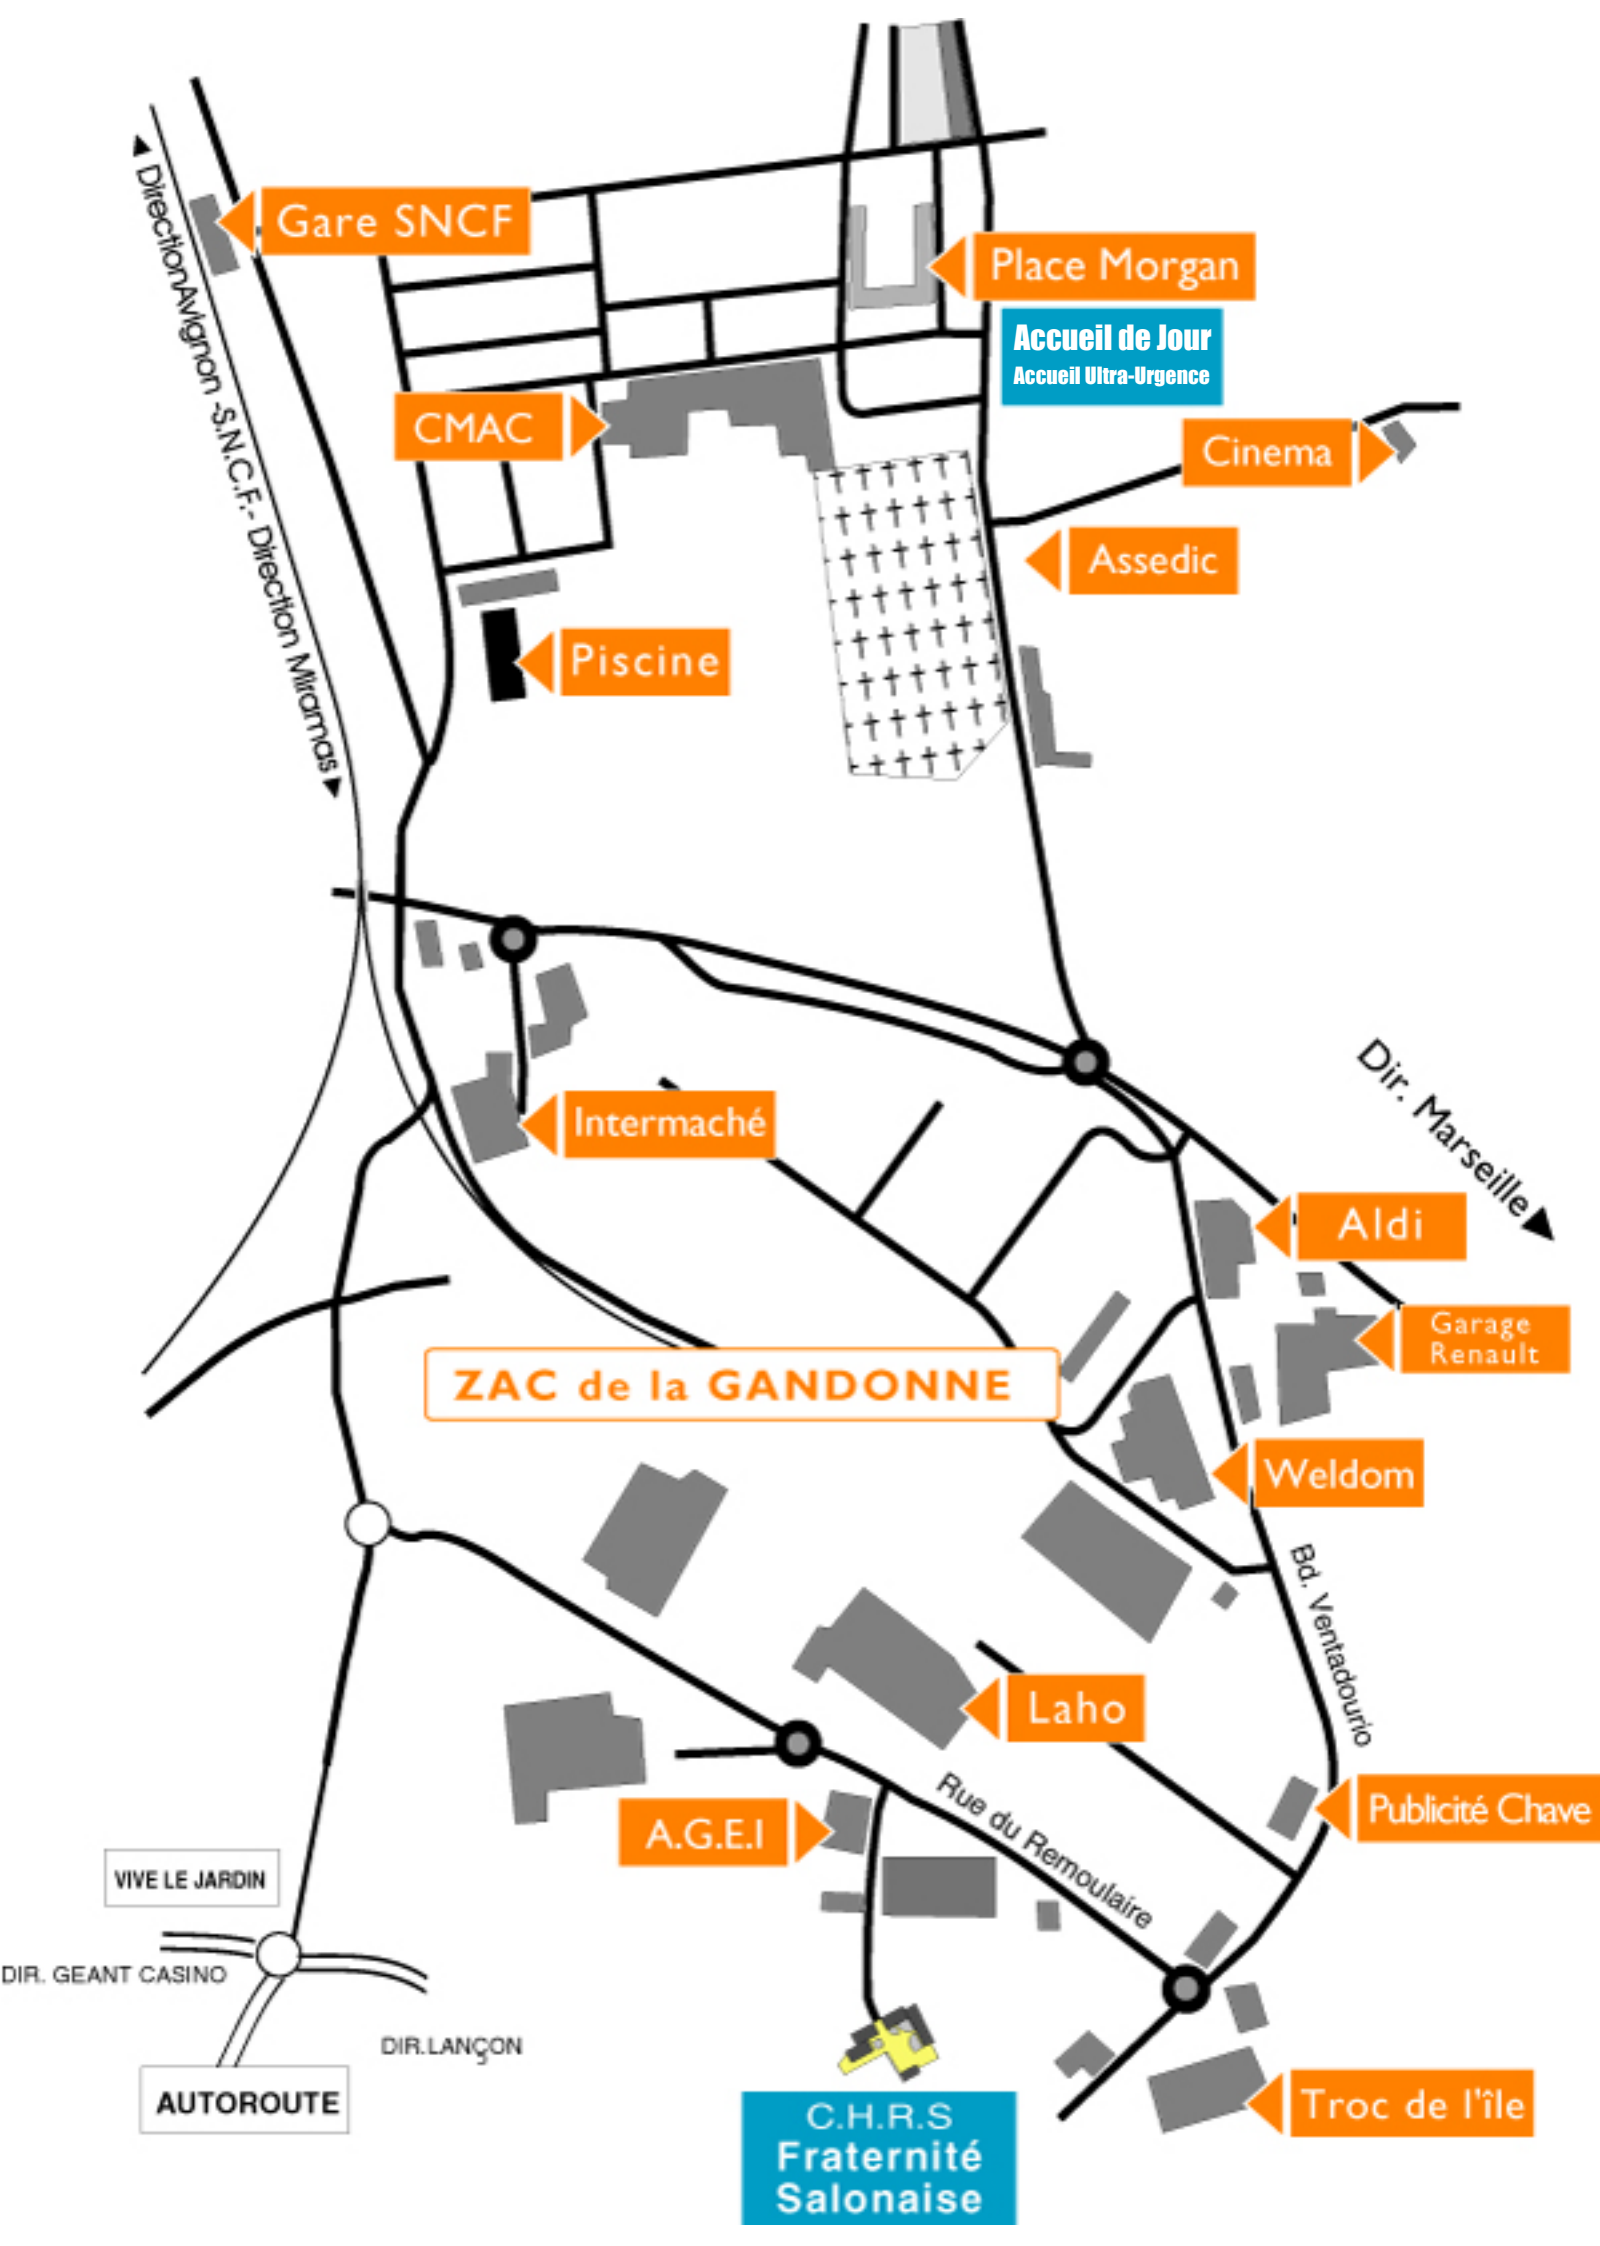 Gare SNCF
Direction Avignon -S.N.C.F.- Direction Miramas
Place Morgan
Accueil de Jour
Accueil Ultra-Urgence
CMAC
Cinema
Assedic
Piscine
Dir. Marseille
Intermaché
Aldi
Garage
Renault
ZAC de la GANDONNE
Weldom
Bd. Ventadourio
Laho
Rue du Remoulaire
Publicité Chave
A.G.E.I
VIVE LE JARDIN
DIR. GEANT CASINO
DIR.LANÇON
AUTOROUTE
Troc de l'île
C.H.R.S
Fraternité
Salonaise